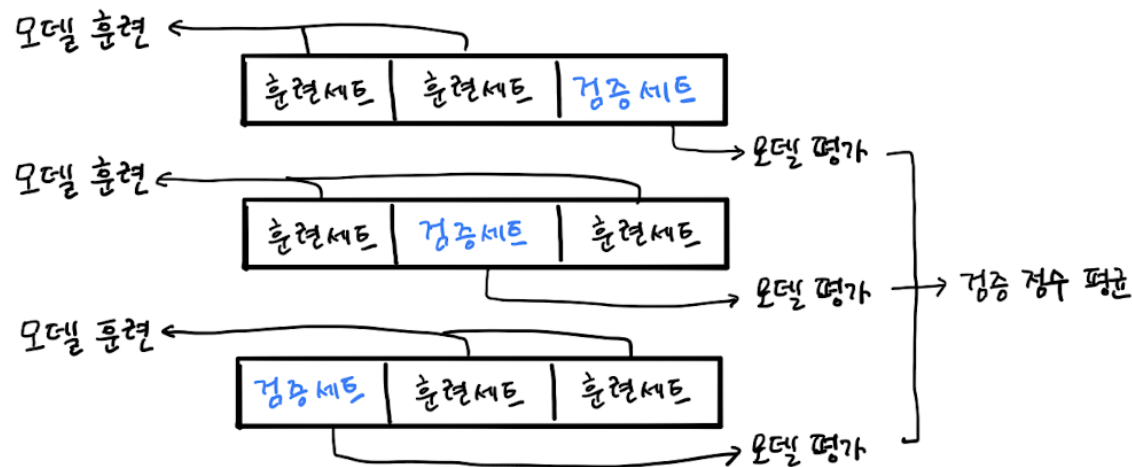 모델 훈련
훈련세트 훈련세트 검증세트
모델 평가
모델 훈련
훈련세트 검증세트 훈련세트
모델 평가
검증 점수 평균
모델 훈련
검증세트 훈련세트 훈련세트
모델 평가